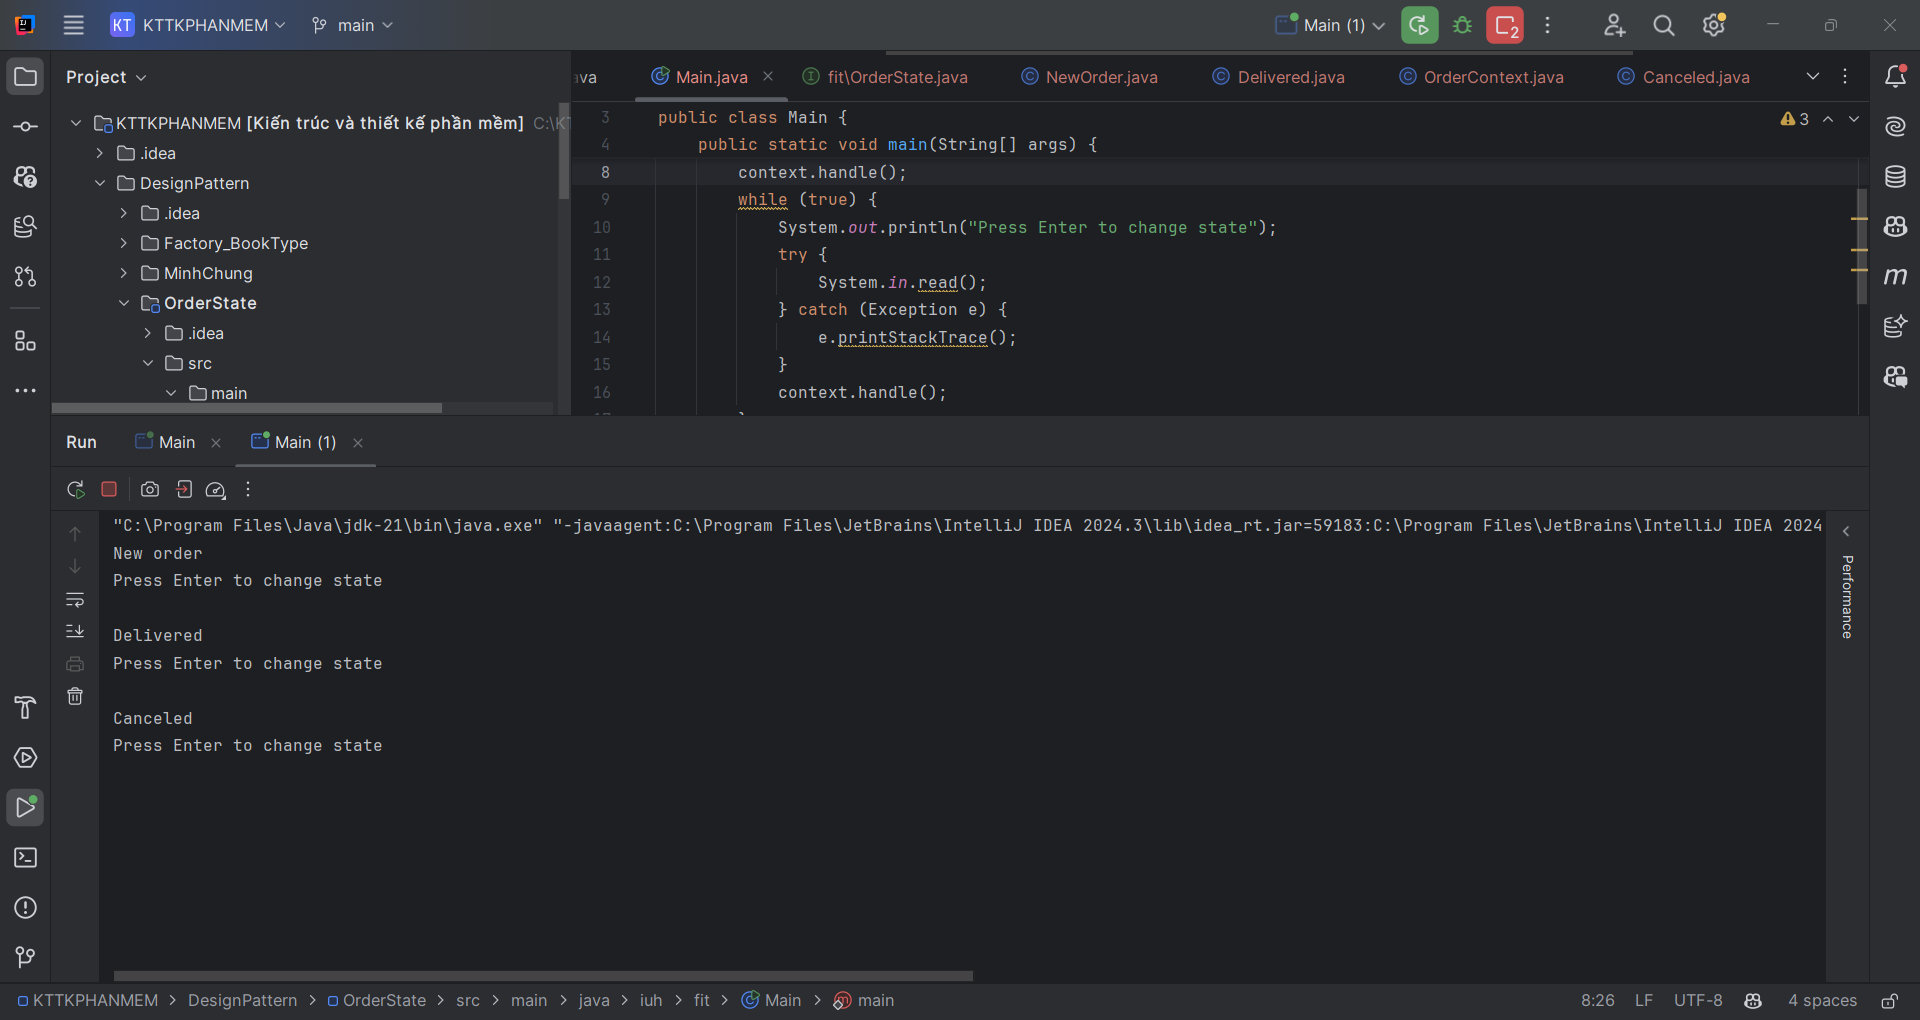 KT KTTKPHANMEM main Main (1) 2
Project
ava Main.java fit\OrderState.java NewOrder.java Delivered.java OrderContext.java Canceled.java
KTTKPHANMEM [Kiến trúc và thiết kế phần mềm] C:\KT
.idea
DesignPattern
.idea
Factory_BookType
MinhChung
OrderState
.idea
src
main
3 public class Main {
4 public static void main(String[] args) {
8 context.handle();
9 while (true) {
10 System.out.println("Press Enter to change state");
11 try {
12 System.in.read();
13 } catch (Exception e) {
14 e.printStackTrace();
15 }
16 context.handle();
3
m
Run Main Main (1)
"C:\Program Files\Java\jdk-21\bin\java.exe" "-javaagent:C:\Program Files\JetBrains\IntelliJ IDEA 2024.3\lib\idea_rt.jar=59183:C:\Program Files\JetBrains\IntelliJ IDEA 2024
New order
Press Enter to change state
Delivered
Press Enter to change state
Canceled
Press Enter to change state
Performance
KTTKPHANMEM > DesignPattern > OrderState > src > main > java > iuh > fit > Main > main 8:26 LF UTF-8 4 spaces